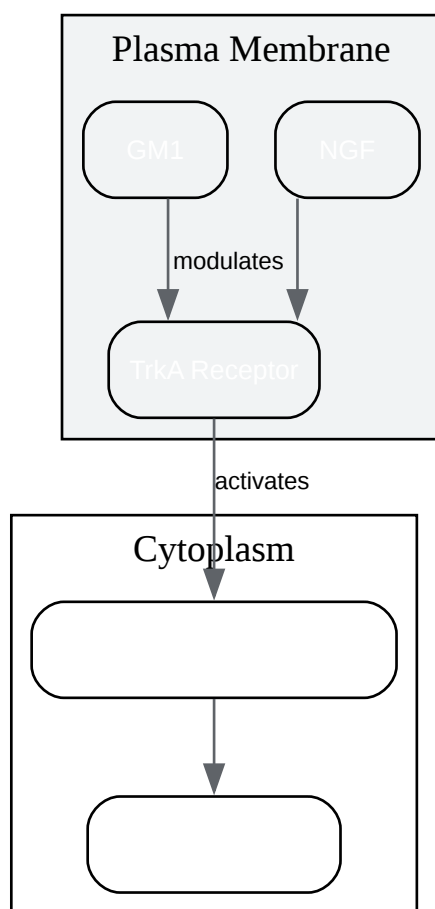 Plasma Membrane
GM1
NGF
modulates
TrkA Receptor
activates
Cytoplasm